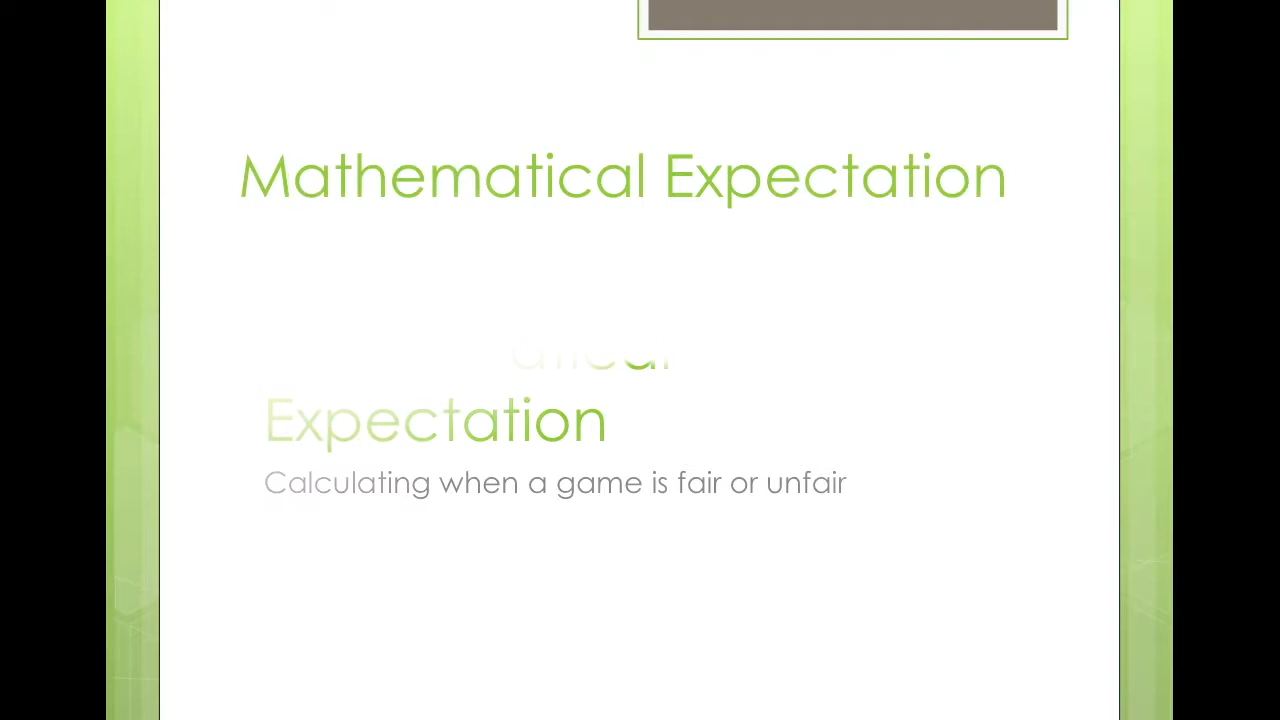 Mathematical Expectation
Expectation
Calculating when a game is fair or unfair